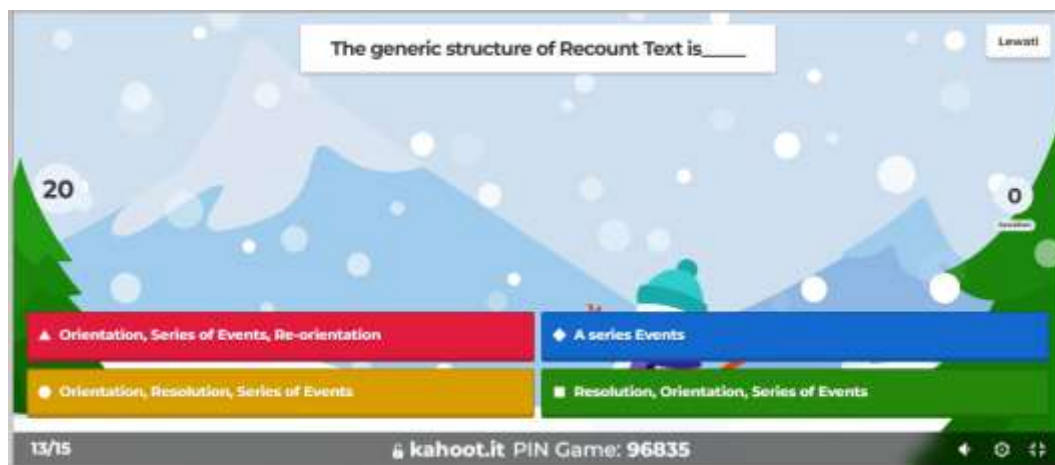 The generic structure of Recount Text is____
Lewati
20
0
Orientation, Series of Events, Re-orientation
A series Events
Orientation, Resolution, Series of Events
Resolution, Orientation, Series of Events
13/15
kahoot.it PIN Game: 96835